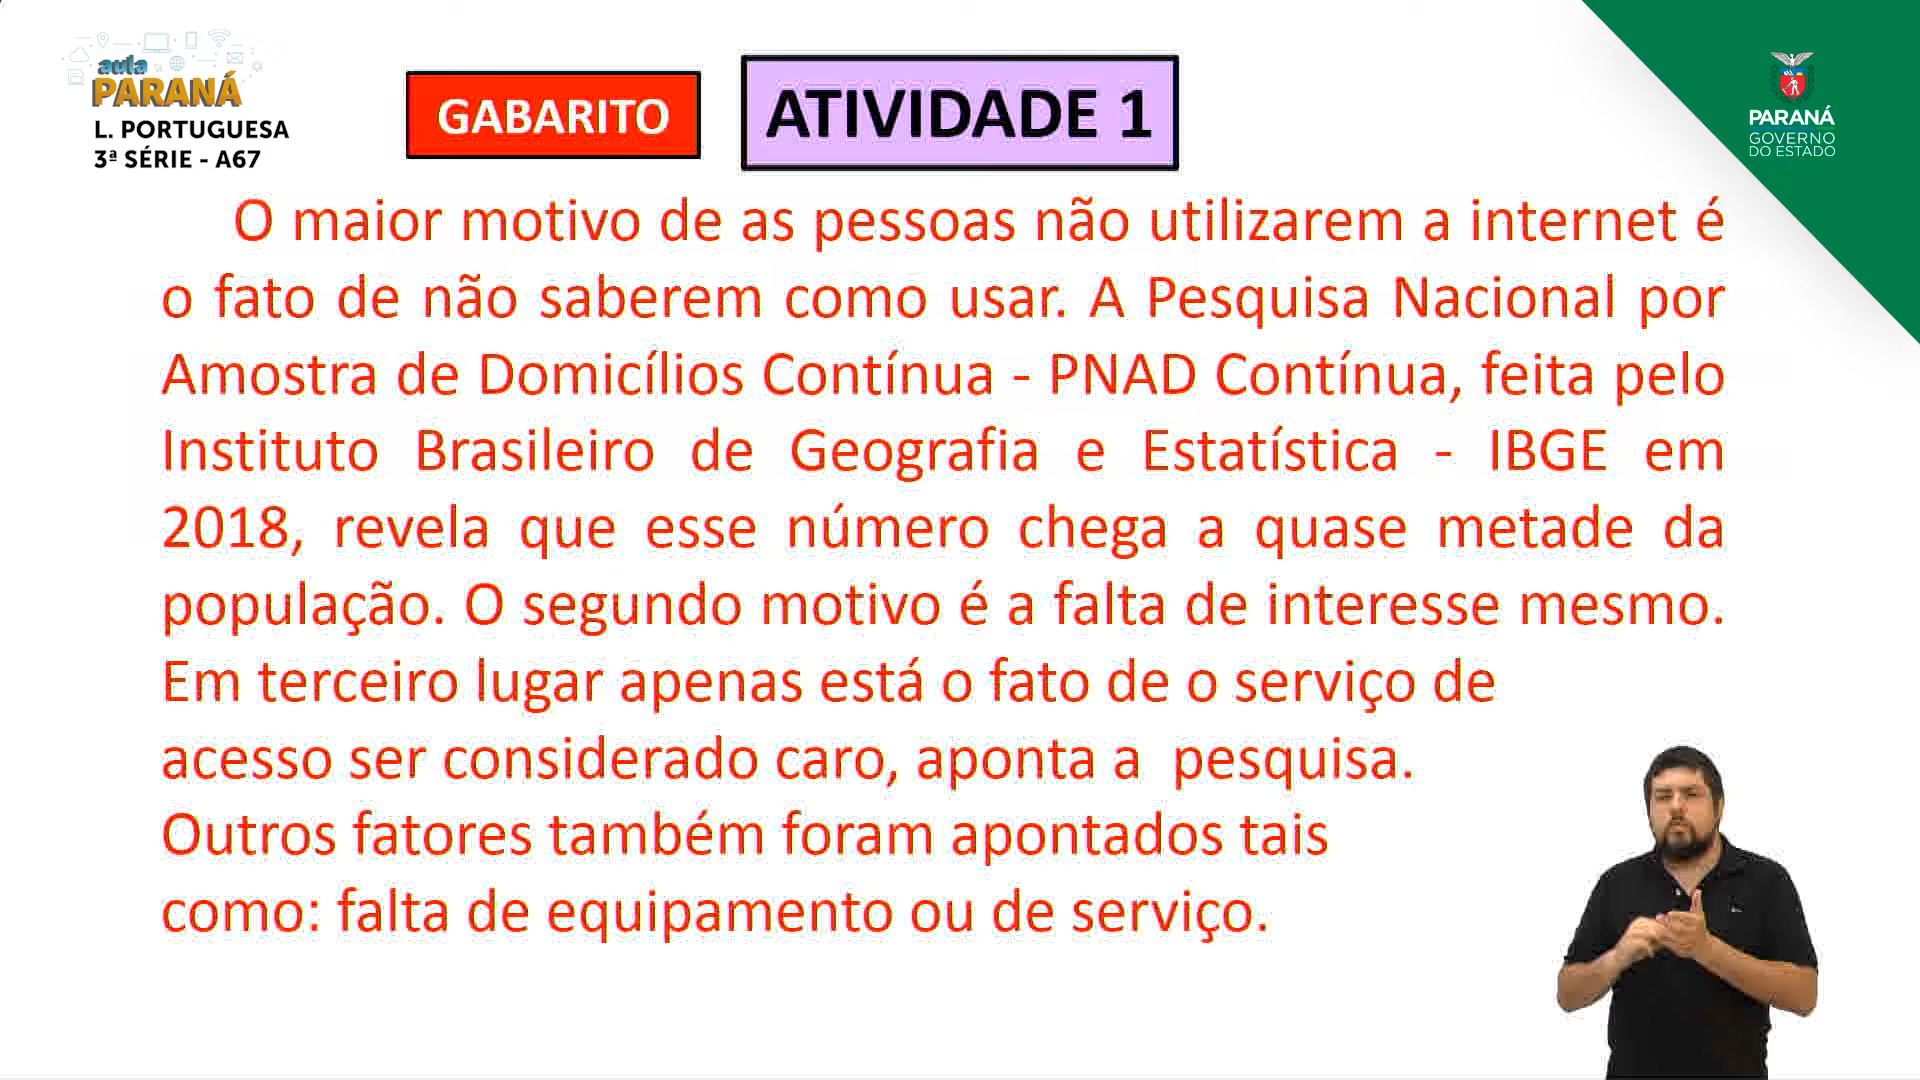 aula
PARANÁ
L. PORTUGUESA
3ª SÉRIE - A67
GABARITO
ATIVIDADE 1
PARANÁ
GOVERNO
DO ESTADO
O maior motivo de as pessoas não utilizarem a internet é
o fato de não saberem como usar. A Pesquisa Nacional por
Amostra de Domicílios Contínua - PNAD Contínua, feita pelo
Instituto Brasileiro de Geografia e Estatística - IBGE em
2018, revela que esse número chega a quase metade da
população. O segundo motivo é a falta de interesse mesmo.
Em terceiro lugar apenas está o fato de o serviço de
acesso ser considerado caro, aponta a pesquisa.
Outros fatores também foram apontados tais
como: falta de equipamento ou de serviço.